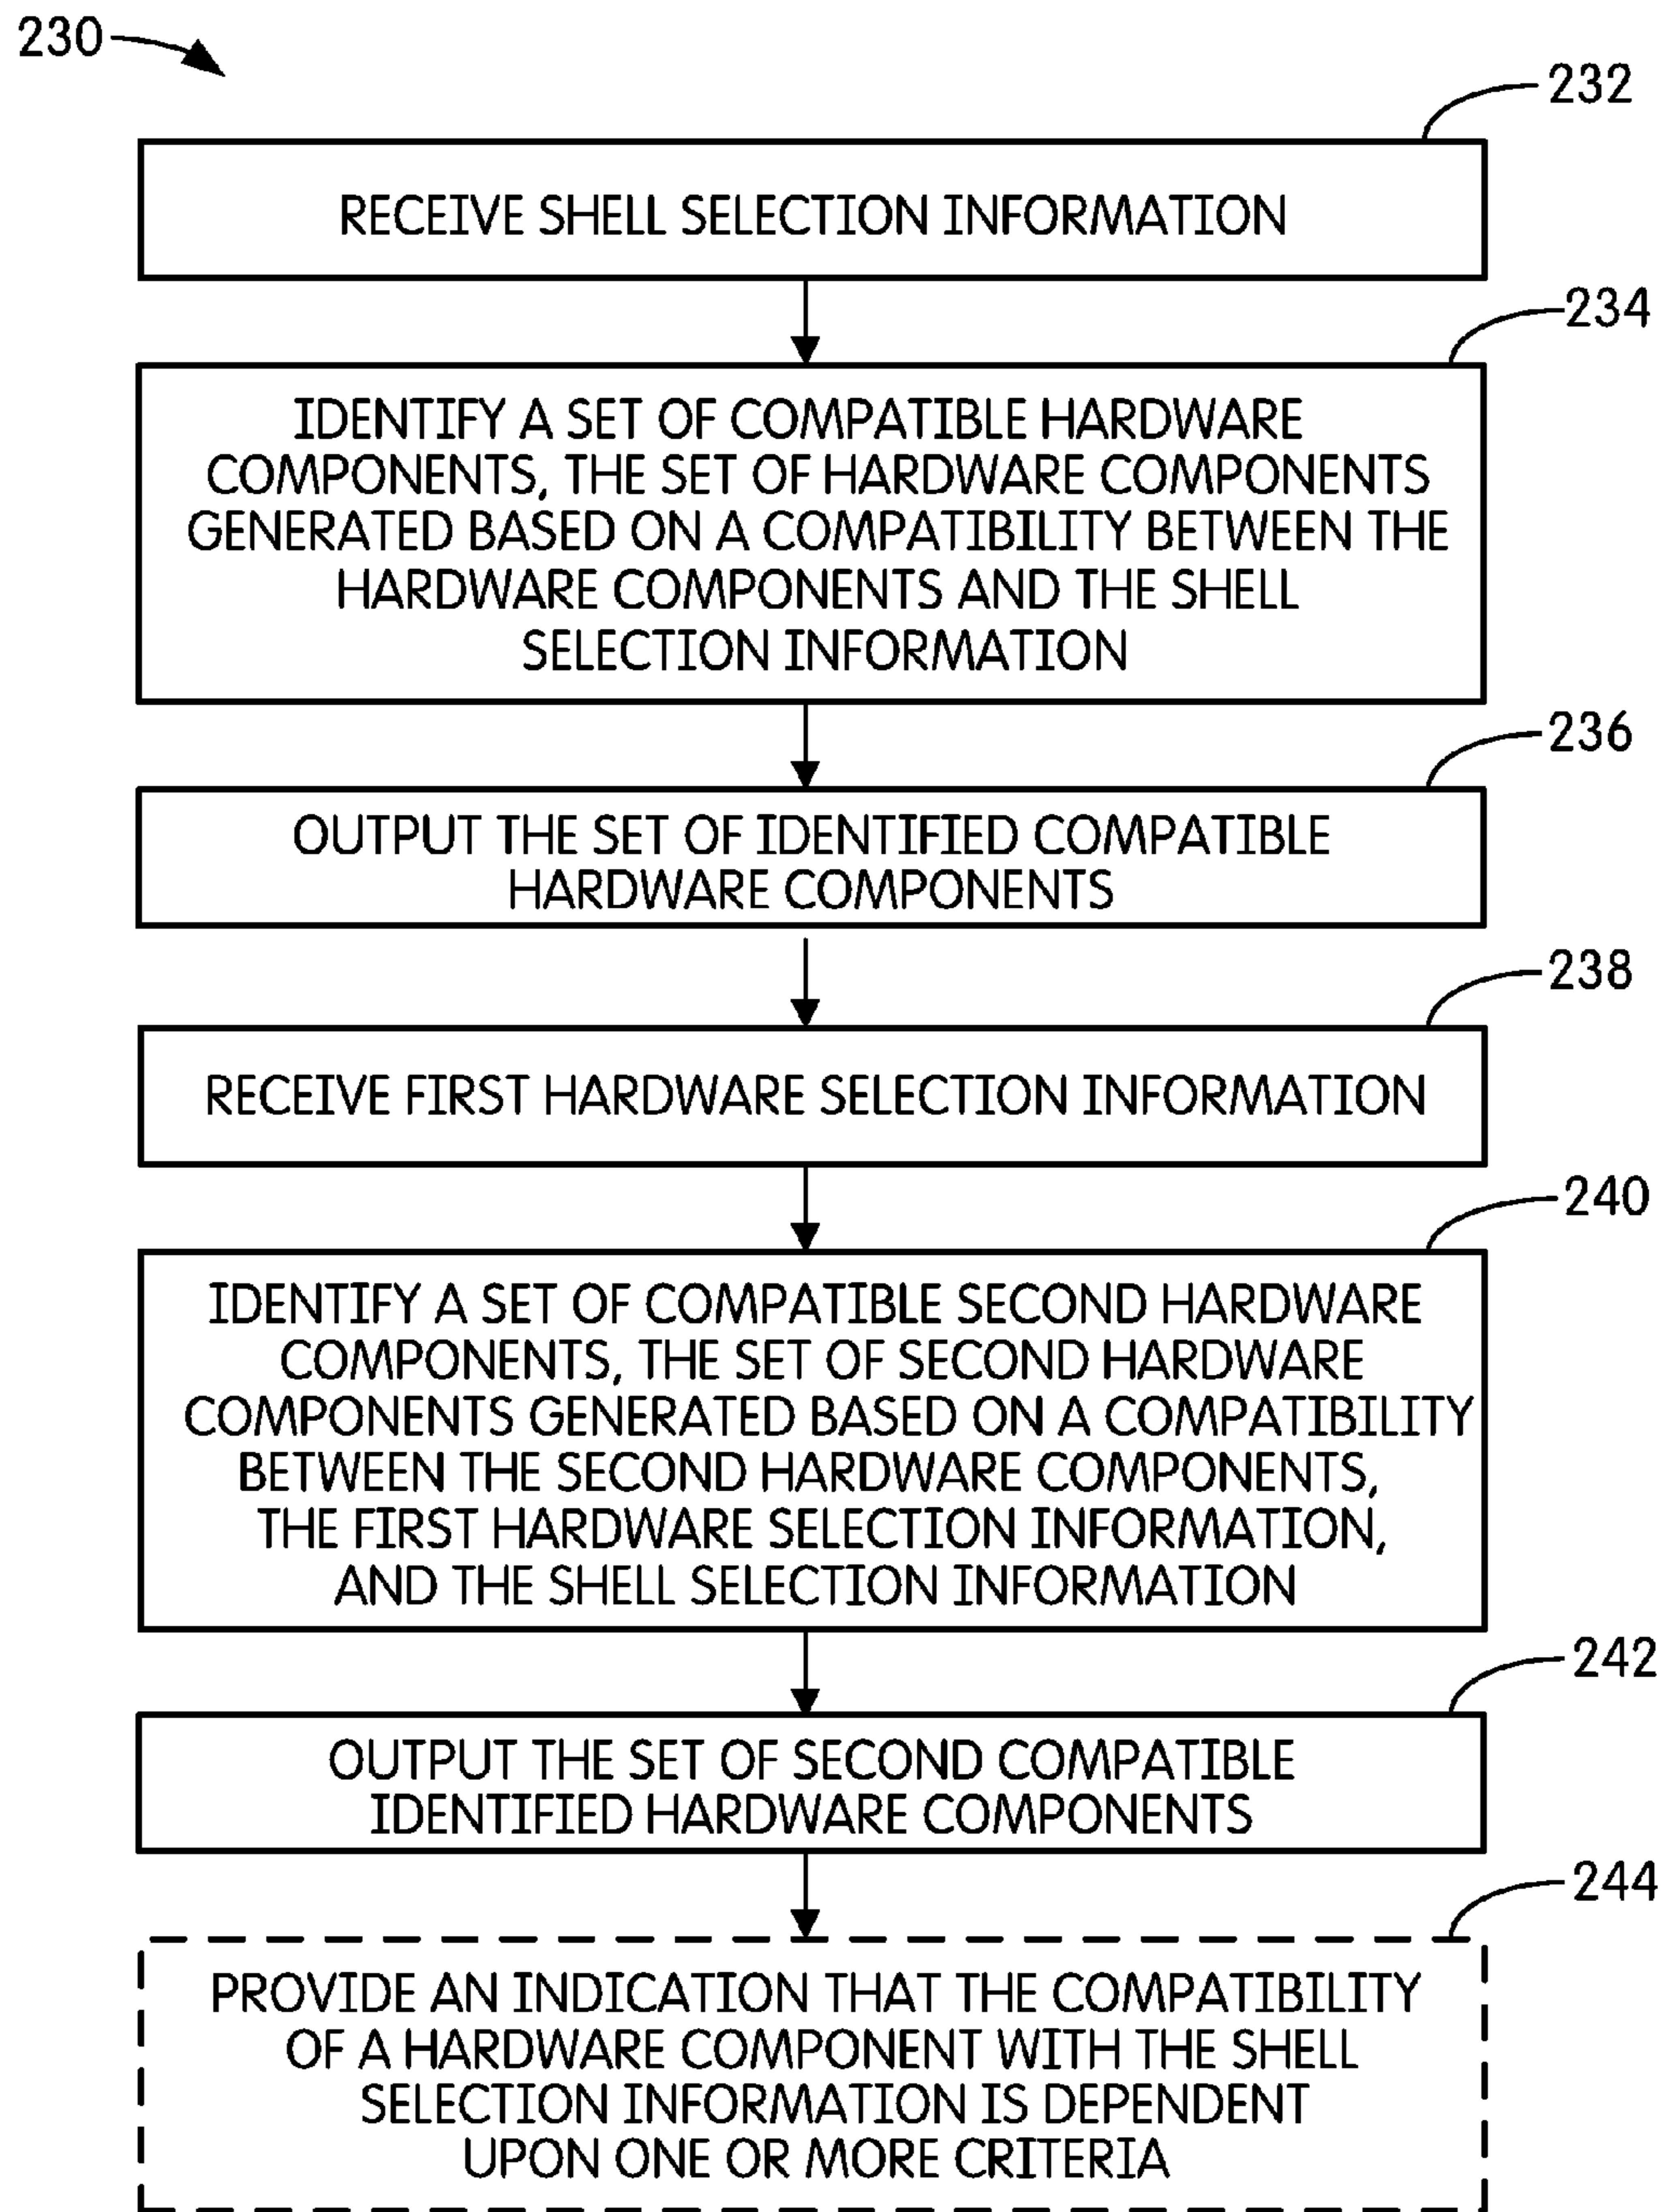 230
232
RECEIVE SHELL SELECTION INFORMATION
234
IDENTIFY A SET OF COMPATIBLE HARDWARE
COMPONENTS, THE SET OF HARDWARE COMPONENTS
GENERATED BASED ON A COMPATIBILITY BETWEEN THE
HARDWARE COMPONENTS AND THE SHELL
SELECTION INFORMATION
236
OUTPUT THE SET OF IDENTIFIED COMPATIBLE
HARDWARE COMPONENTS
238
RECEIVE FIRST HARDWARE SELECTION INFORMATION
240
IDENTIFY A SET OF COMPATIBLE SECOND HARDWARE
COMPONENTS, THE SET OF SECOND HARDWARE
COMPONENTS GENERATED BASED ON A COMPATIBILITY
BETWEEN THE SECOND HARDWARE COMPONENTS,
THE FIRST HARDWARE SELECTION INFORMATION,
AND THE SHELL SELECTION INFORMATION
242
OUTPUT THE SET OF SECOND COMPATIBLE
IDENTIFIED HARDWARE COMPONENTS
244
PROVIDE AN INDICATION THAT THE COMPATIBILITY
OF A HARDWARE COMPONENT WITH THE SHELL
SELECTION INFORMATION IS DEPENDENT
UPON ONE OR MORE CRITERIA